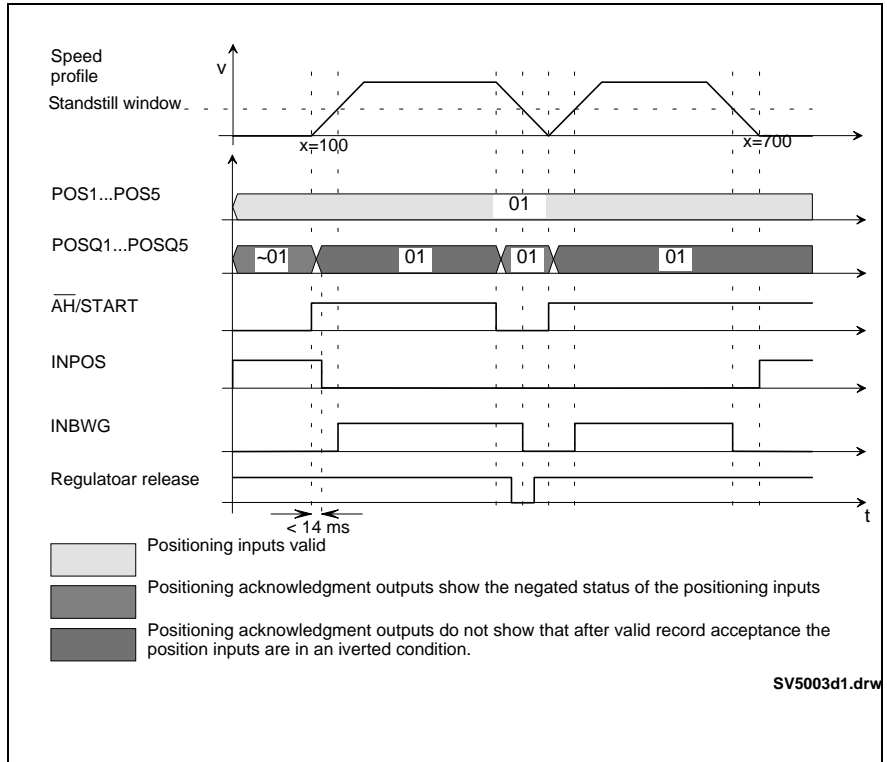 Speed
profile
v
Standstill window
x=100
x=700
POS1...POS5
01
POSQ1...POSQ5
~01
01
01
01
A̅H̅/START
INPOS
INBWG
Regulatoar release
t
< 14 ms
Positioning inputs valid
Positioning acknowledgment outputs show the negated status of the positioning inputs
Positioning acknowledgment outputs do not show that after valid record acceptance the
position inputs are in an iverted condition.
SV5003d1.drw